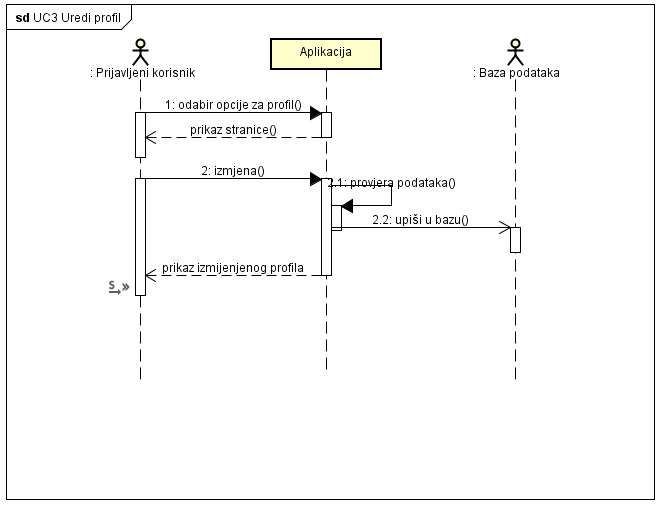 sd UC3 Uredi profil
: Prijavljeni korisnik
Aplikacija
: Baza podataka
1: odabir opcije za profil()
prikaz stranice()
2: izmjena()
2.1: provjera podataka()
2.2: upiši u bazu()
prikaz izmijenjenog profila
S »